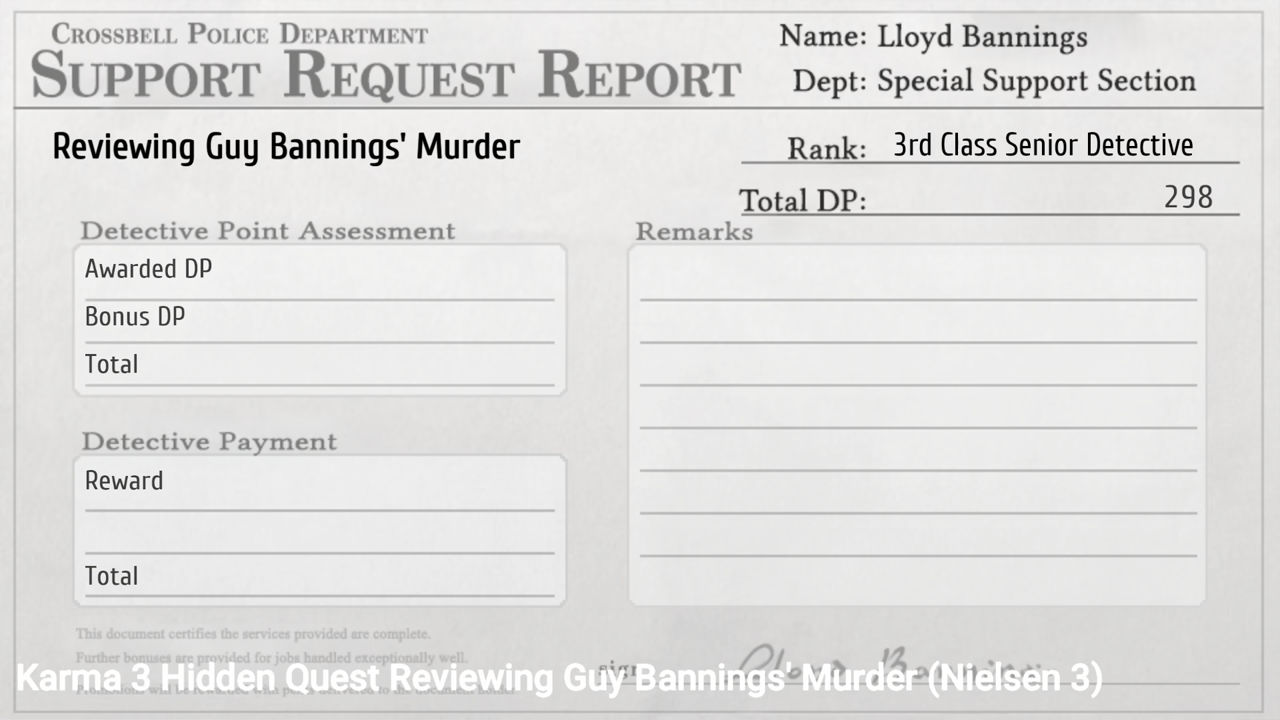 Crossbell Police Department
Support Request Report
Name: Lloyd Bannings
Dept: Special Support Section
Reviewing Guy Bannings' Murder
Rank: 3rd Class Senior Detective
Total DP: 298
Detective Point Assessment
Awarded DP
Bonus DP
Total
Remarks
Detective Payment
Reward
Total
This document certifies the services provided are complete.
Further bonuses are provided for jobs handled exceptionally well.
sign
Lloyd Bannings
Karma 3 Hidden Quest Reviewing Guy Bannings' Murder (Nielsen 3)